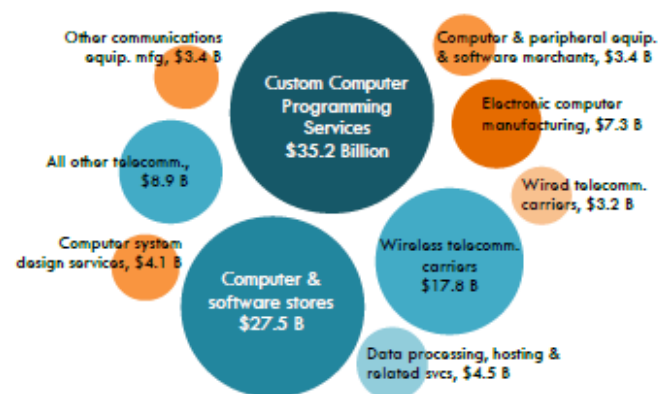 Other communications
equip. mfg, $3.4 B
Computer & peripheral equip.
& software merchants, $3.4 B
Custom Computer
Programming
Services
$35.2 Billion
Electronic computer
manufacturing, $7.3 B
All other telecomm.,
$8.9 B
Wired telecomm.
carriers, $3.2 B
Computer system
design services, $4.1 B
Wireless telecomm.
carriers
$17.8 B
Computer &
software stores
$27.5 B
Data processing, hosting &
related svcs, $4.5 B